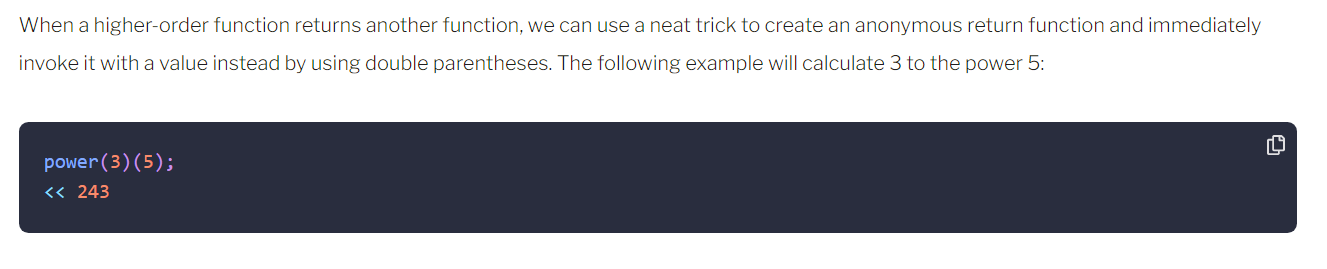 When a higher-order function returns another function, we can use a neat trick to create an anonymous return function and immediately
invoke it with a value instead by using double parentheses. The following example will calculate 3 to the power 5:
power(3)(5);
<< 243